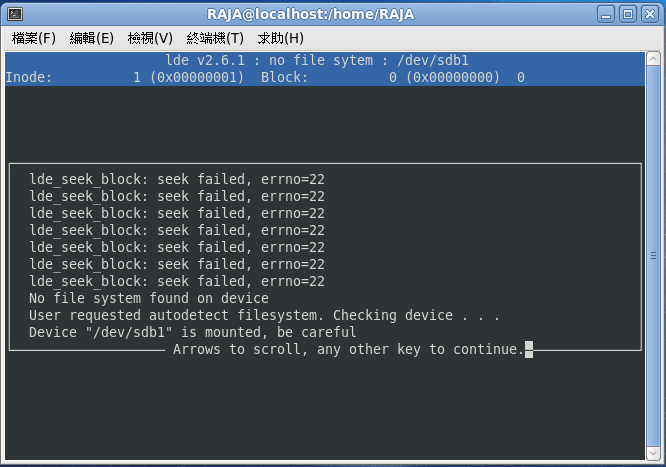 RAJA@localhost:/home/RAJA
檔案(F) 編輯(E) 檢視(V) 終端機(T) 求助(H)
lde v2.6.1 : no file sytem : /dev/sdb1
Inode: 1 (0x00000001) Block: 0 (0x00000000) 0
lde_seek_block: seek failed, errno=22
lde_seek_block: seek failed, errno=22
lde_seek_block: seek failed, errno=22
lde_seek_block: seek failed, errno=22
lde_seek_block: seek failed, errno=22
lde_seek_block: seek failed, errno=22
lde_seek_block: seek failed, errno=22
No file system found on device
User requested autodetect filesystem. Checking device . . .
Device "/dev/sdb1" is mounted, be careful
Arrows to scroll, any other key to continue.